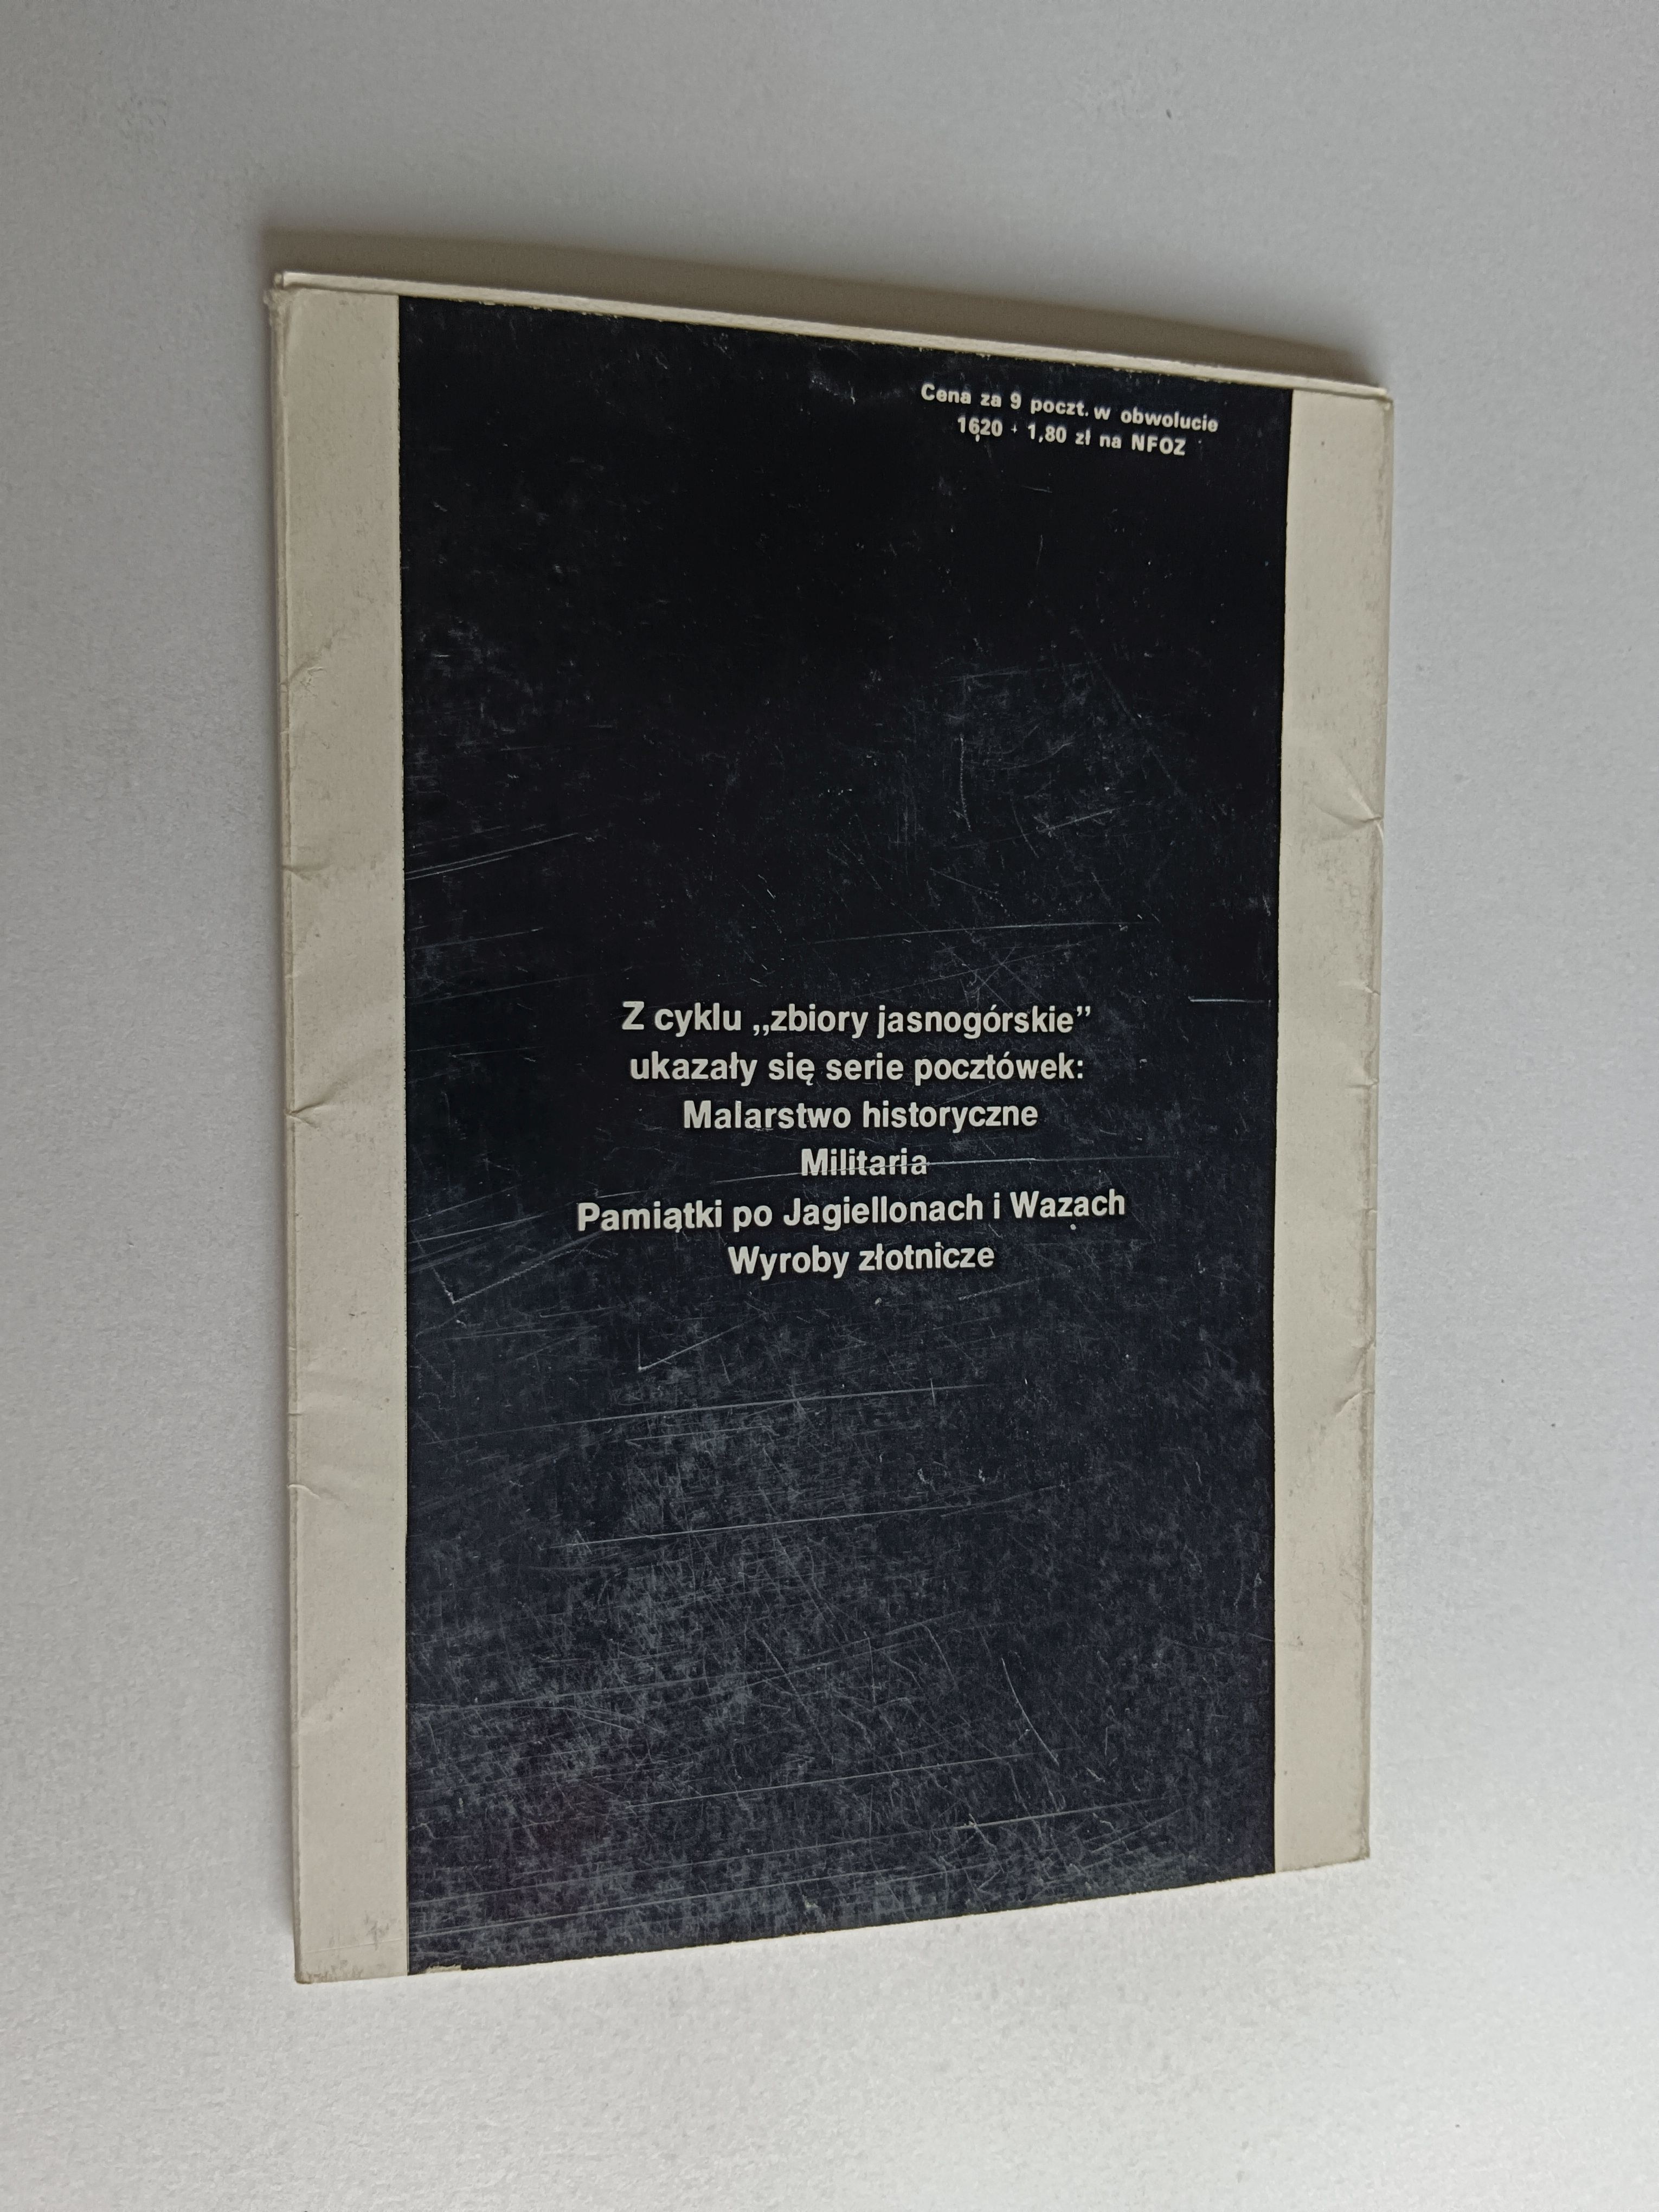 Cena za 9 poczt. w obwolucie
1620 + 1,80 zł na NFOZ
Z cyklu „zbiory jasnogórskie”
ukazały się serie pocztówek:
Malarstwo historyczne
Militaria
Pamiątki po Jagiellonach i Wazach
Wyroby złotnicze